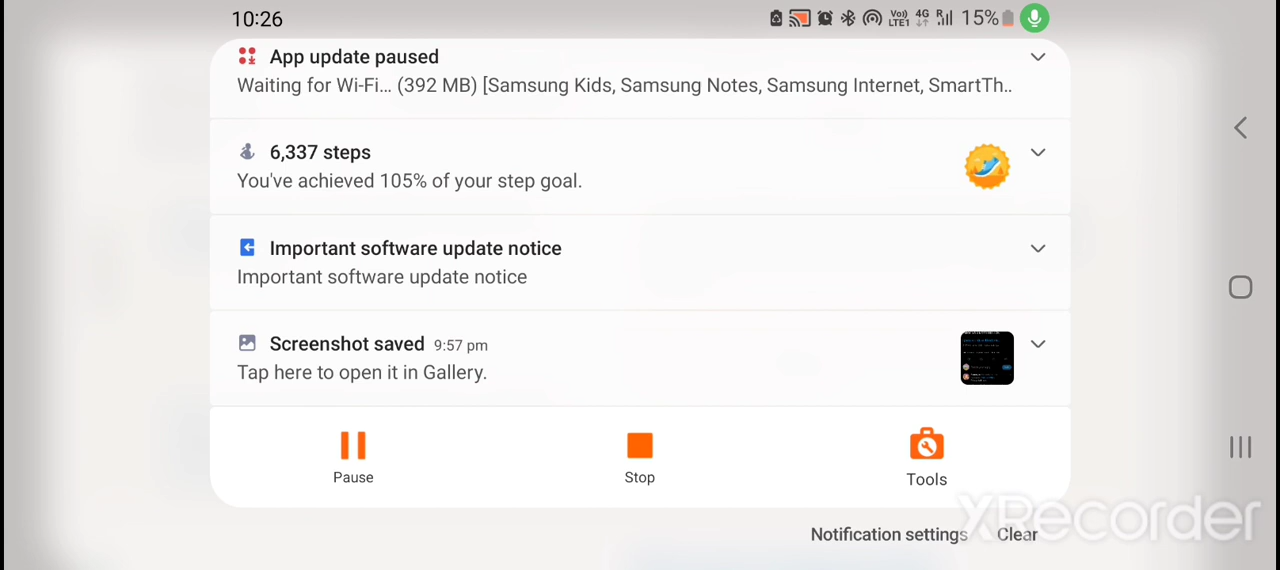 10:26
Vo)) 4G R 15%
LTE1
App update paused
Waiting for Wi-Fi... (392 MB) [Samsung Kids, Samsung Notes, Samsung Internet, SmartTh..
6,337 steps
You've achieved 105% of your step goal.
Important software update notice
Important software update notice
Screenshot saved 9:57 pm
Tap here to open it in Gallery.
Pause Stop Tools
XRecorder
Notification settings Clear